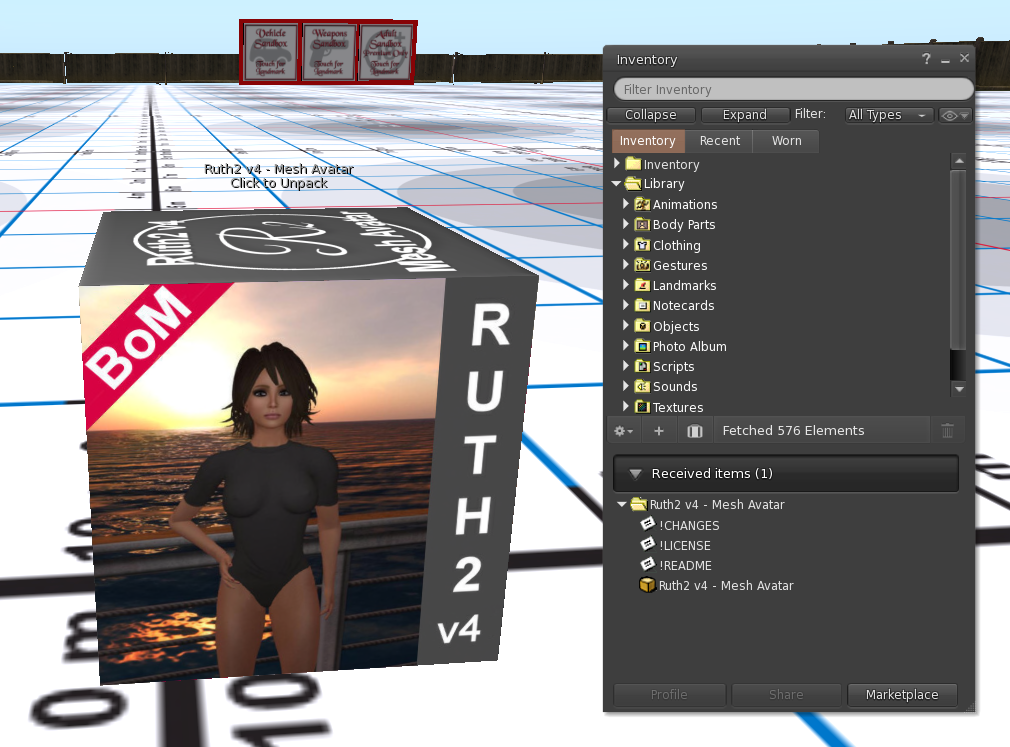 Vehicle
Sandbox
Touch for
Landmark
Weapons
Sandbox
Touch for
Landmark
Adult
Sandbox
Premium Only
Touch for
Landmark
Ruth2 v4 - Mesh Avatar
Click to Unpack
Ruth2 v4
R2
Mesh Avatar
BoM
RUTH2
v4
0m
10
Inventory
?
Filter Inventory
Collapse
Expand
Filter:
All Types
Inventory
Recent
Worn
Inventory
Library
Animations
Body Parts
Clothing
Gestures
Landmarks
Notecards
Objects
Photo Album
Scripts
Sounds
Textures
Fetched 576 Elements
Received items (1)
Ruth2 v4 - Mesh Avatar
!CHANGES
!LICENSE
!README
Ruth2 v4 - Mesh Avatar
Profile
Share
Marketplace